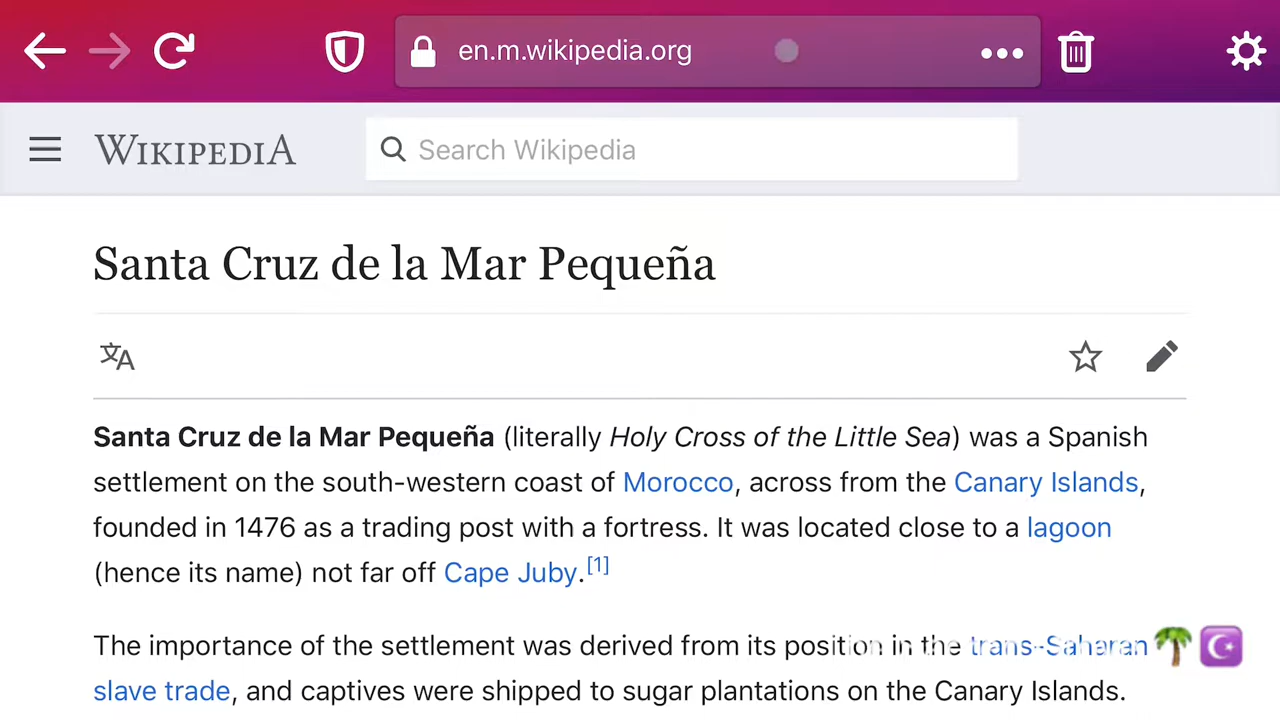 en.m.wikipedia.org
WIKIPEDIA
Search Wikipedia
Santa Cruz de la Mar Pequeña
Santa Cruz de la Mar Pequeña (literally Holy Cross of the Little Sea) was a Spanish
settlement on the south-western coast of Morocco, across from the Canary Islands,
founded in 1476 as a trading post with a fortress. It was located close to a lagoon
(hence its name) not far off Cape Juby.[1]
The importance of the settlement was derived from its position in the trans-Saharan
slave trade, and captives were shipped to sugar plantations on the Canary Islands.